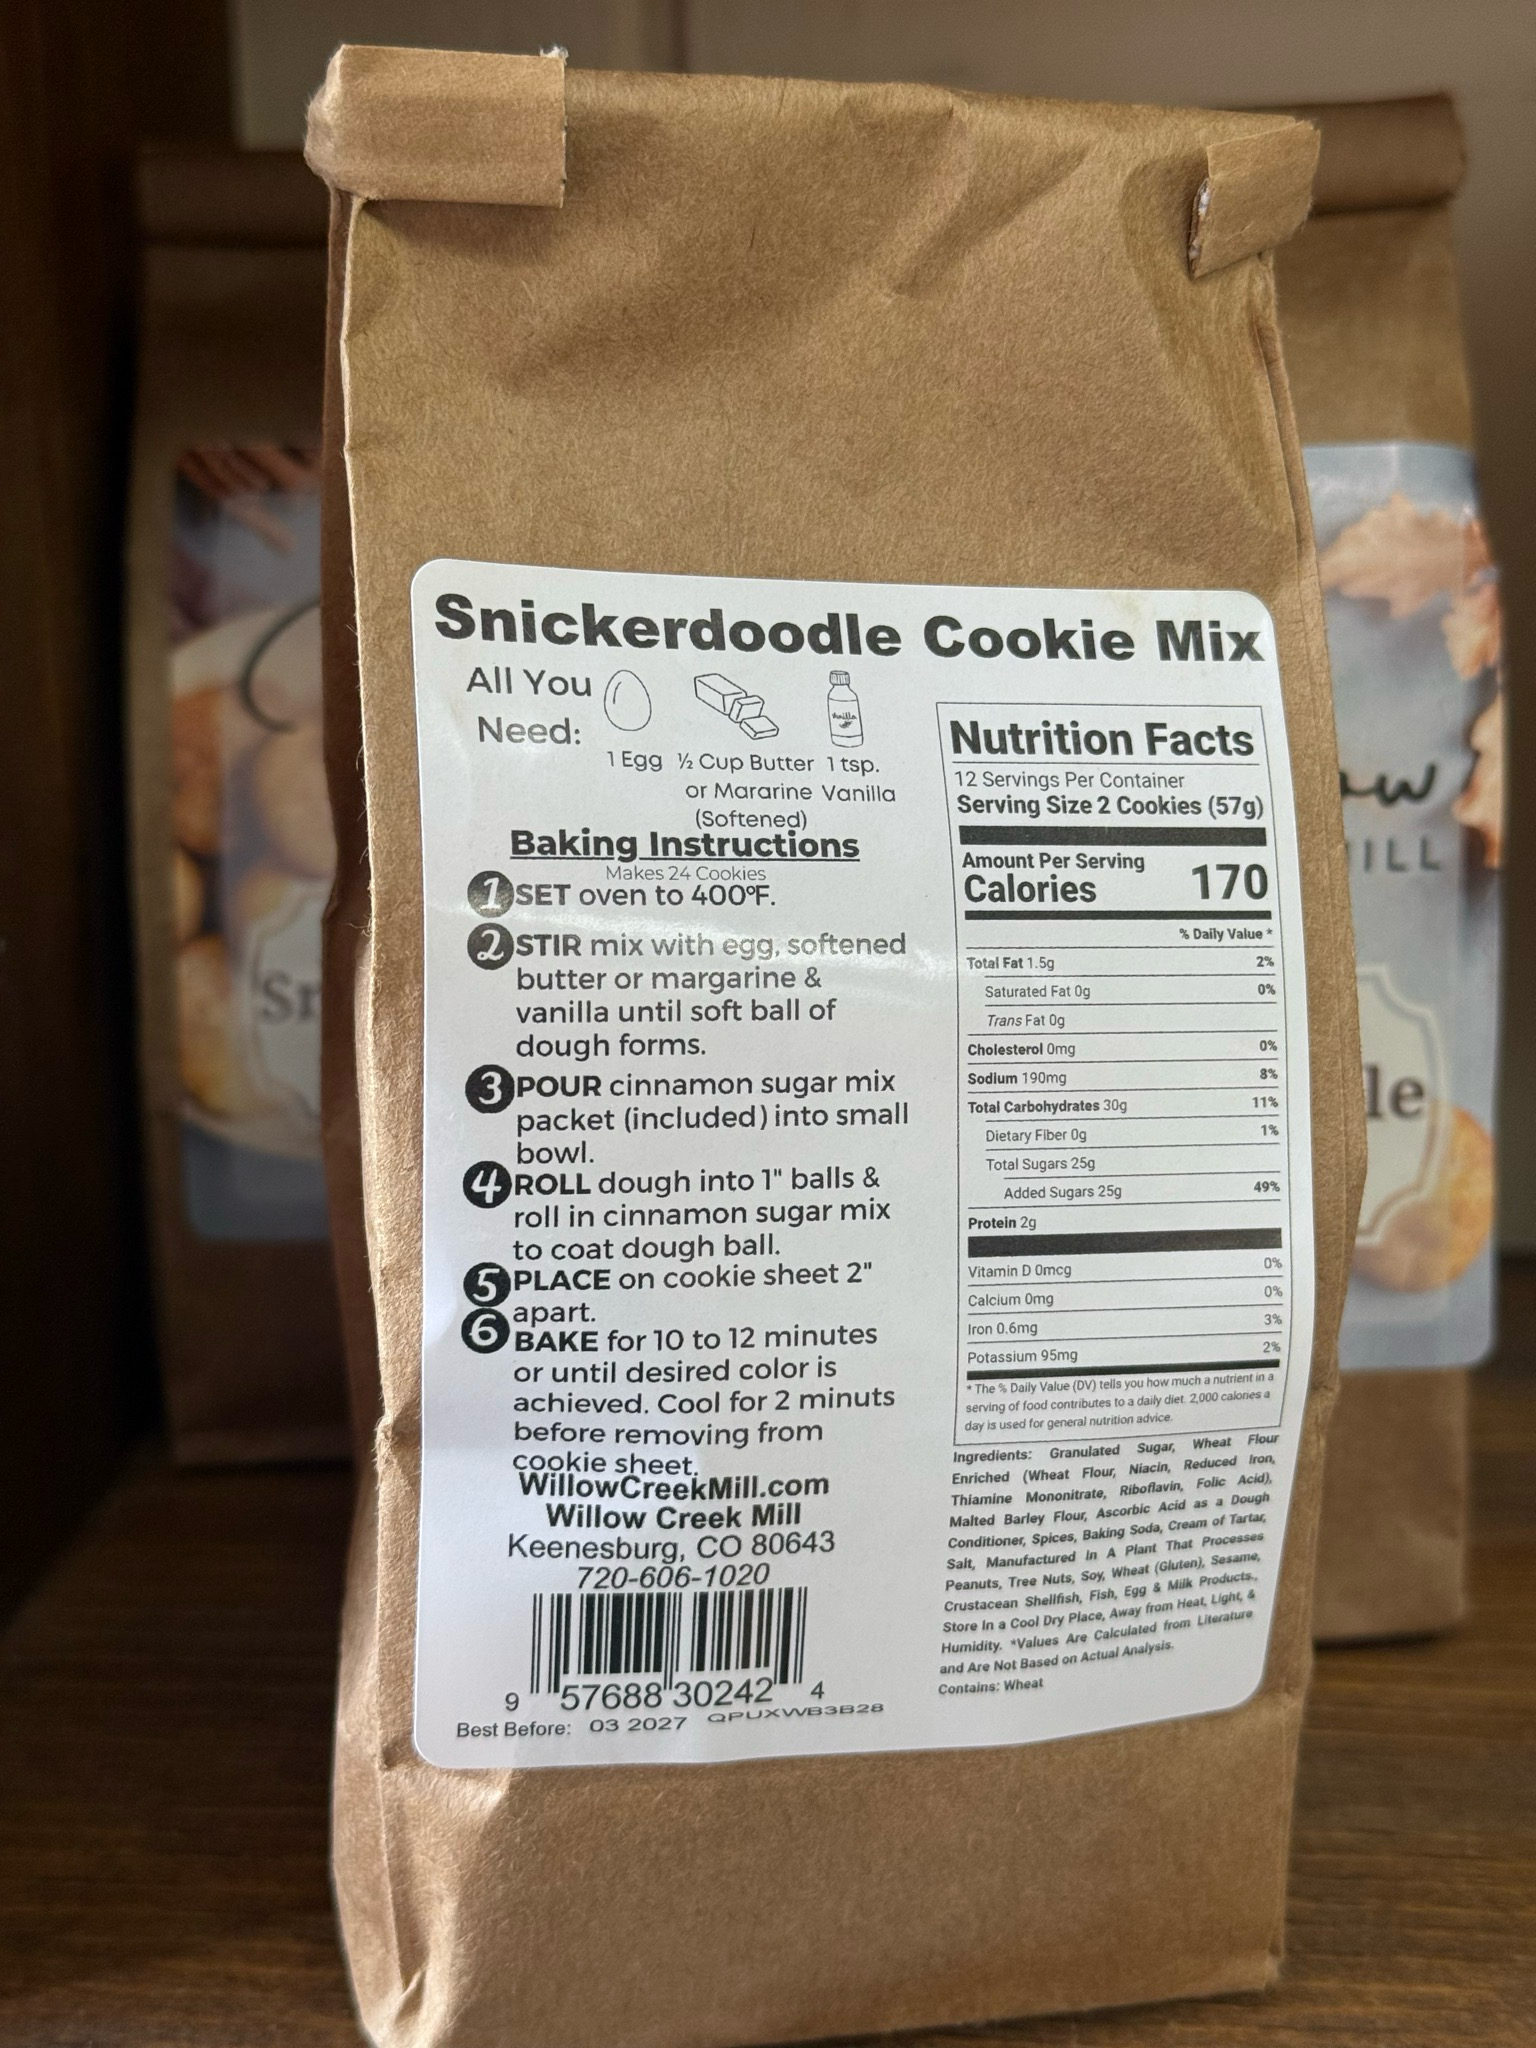 Snickerdoodle Cookie Mix
All You
Need:
vanilla
1 Egg
½ Cup Butter
or Mararine
(Softened)
1 tsp.
Vanilla
Baking Instructions
Makes 24 Cookies
1 SET oven to 400°F.
2 STIR mix with egg, softened
butter or margarine &
vanilla until soft ball of
dough forms.
3 POUR cinnamon sugar mix
packet (included) into small
bowl.
4 ROLL dough into 1" balls &
roll in cinnamon sugar mix
to coat dough ball.
5 PLACE on cookie sheet 2"
apart.
6 BAKE for 10 to 12 minutes
or until desired color is
achieved. Cool for 2 minuts
before removing from
cookie sheet.
WillowCreekMill.com
Willow Creek Mill
Keenesburg, CO 80643
720-606-1020
9 57688 30242 4
Best Before: 03 2027 QPUXWB3B28
Nutrition Facts
12 Servings Per Container
Serving Size 2 Cookies (57g)
Amount Per Serving
Calories 170
% Daily Value *
Total Fat 1.5g 2%
Saturated Fat 0g 0%
Trans Fat 0g
Cholesterol 0mg 0%
Sodium 190mg 8%
Total Carbohydrates 30g 11%
Dietary Fiber 0g 1%
Total Sugars 25g
Added Sugars 25g 49%
Protein 2g
Vitamin D 0mcg 0%
Calcium 0mg 0%
Iron 0.6mg 3%
Potassium 95mg 2%
* The % Daily Value (DV) tells you how much a nutrient in a
serving of food contributes to a daily diet. 2,000 calories a
day is used for general nutrition advice.
Ingredients: Granulated Sugar, Wheat Flour
Enriched (Wheat Flour, Niacin, Reduced Iron,
Thiamine Mononitrate, Riboflavin, Folic Acid),
Malted Barley Flour, Ascorbic Acid as a Dough
Conditioner, Spices, Baking Soda, Cream of Tartar,
Salt, Manufactured In A Plant That Processes
Peanuts, Tree Nuts, Soy, Wheat (Gluten), Sesame,
Crustacean Shellfish, Fish, Egg & Milk Products.,
Store In a Cool Dry Place, Away from Heat, Light, &
Humidity. *Values Are Calculated from Literature
and Are Not Based on Actual Analysis.
Contains: Wheat
ow
ILL
le
Sn